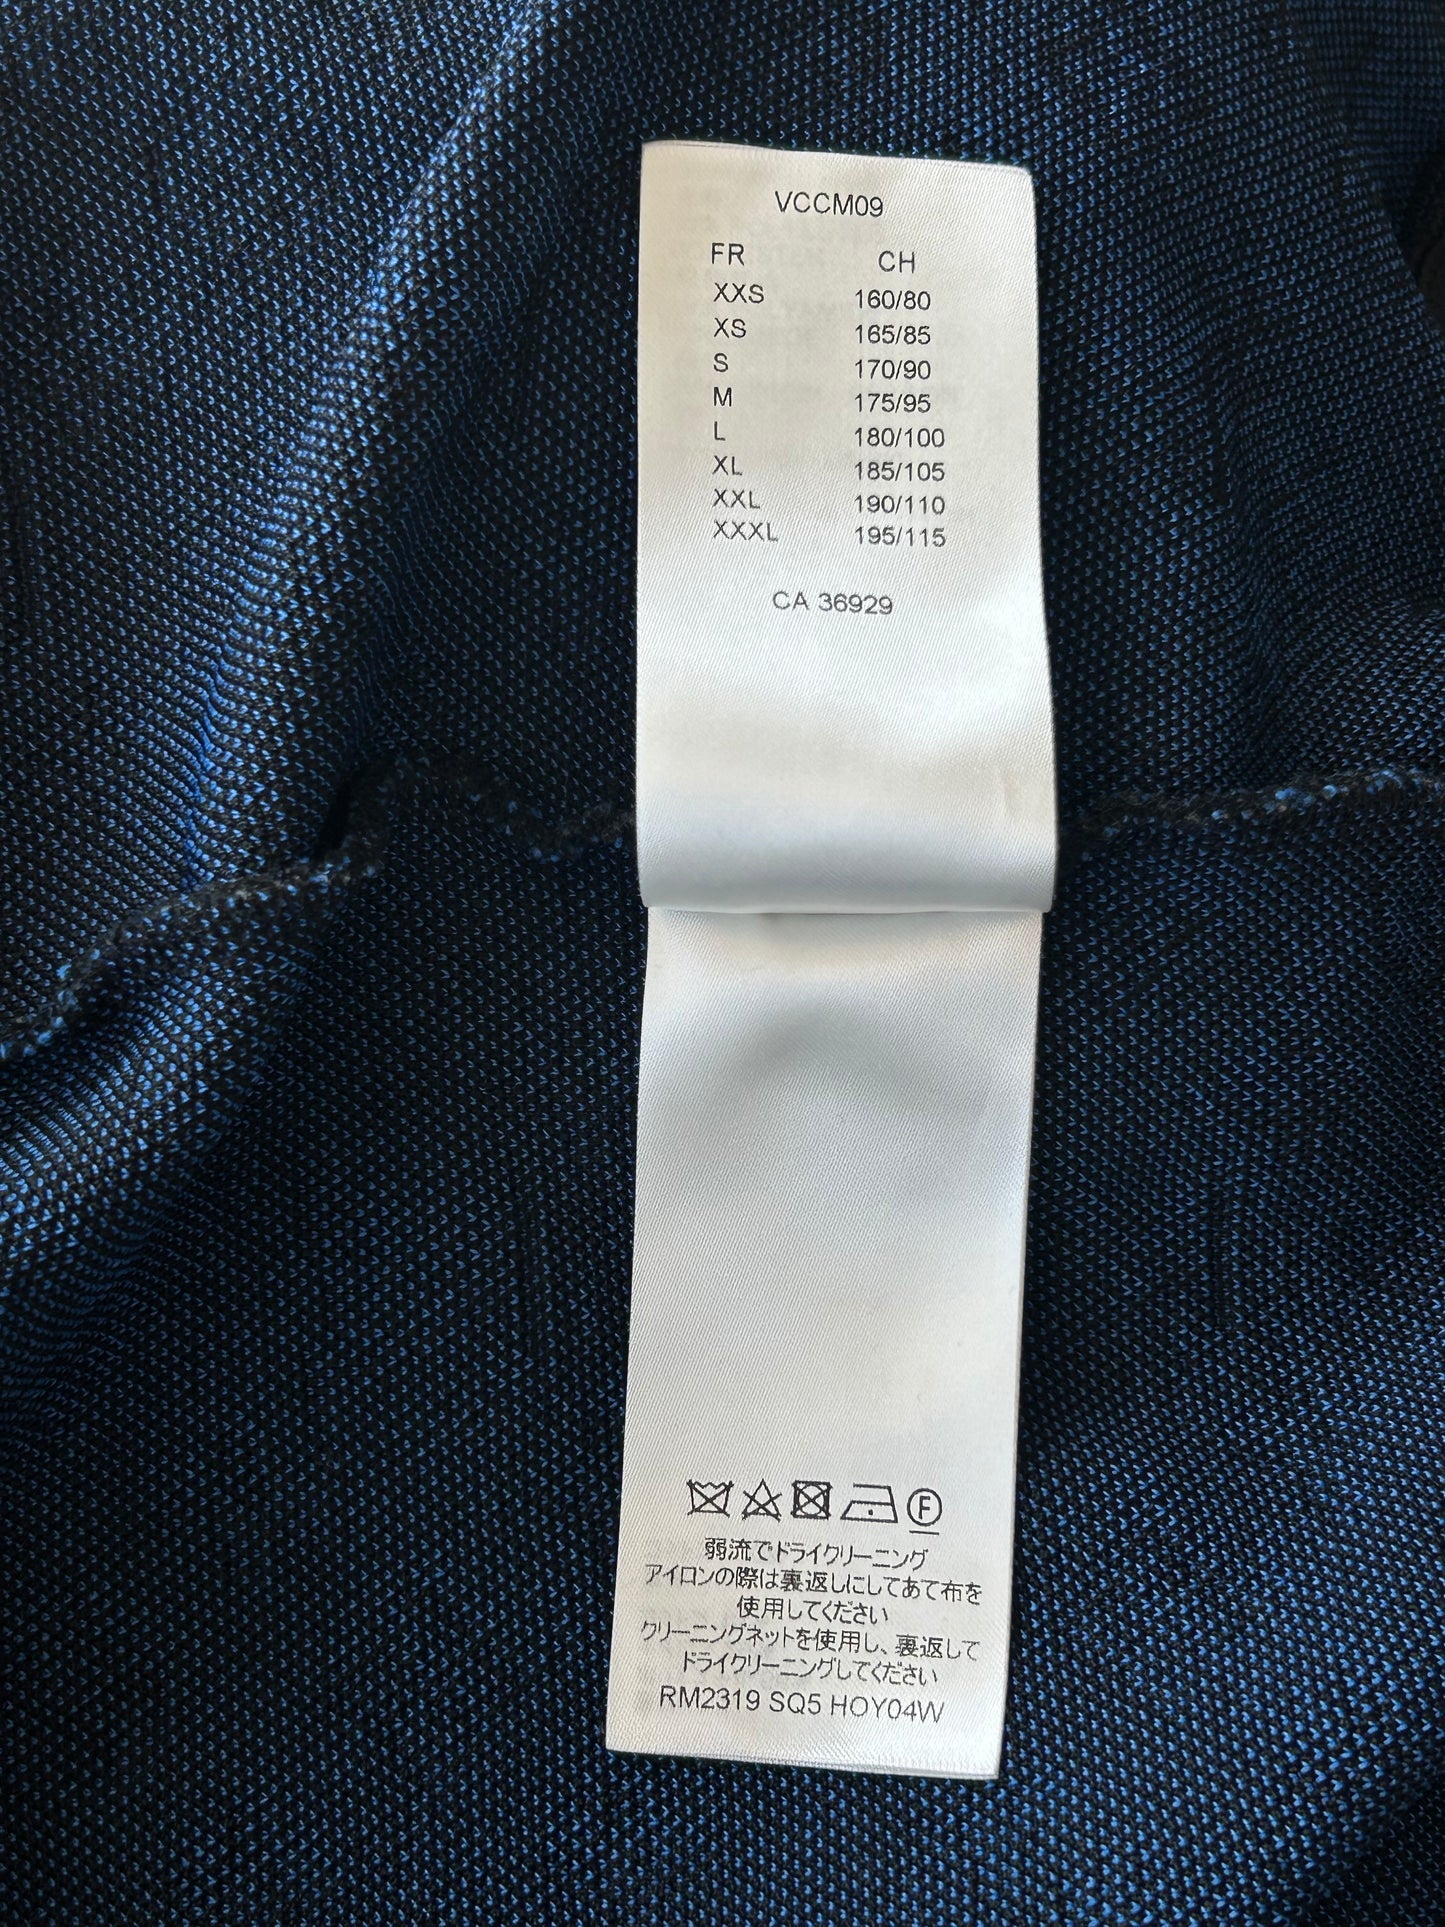 VCCM09
FR CH
XXS 160/80
XS 165/85
S 170/90
M 175/95
L 180/100
XL 185/105
XXL 190/110
XXXL 195/115
CA 36929
F
弱流でドライクリーニング
アイロンの際は裏返しにしてあて布を
使用してください
クリーニングネットを使用し、裏返して
ドライクリーニングしてください
RM2319 SQ5 HOY04W